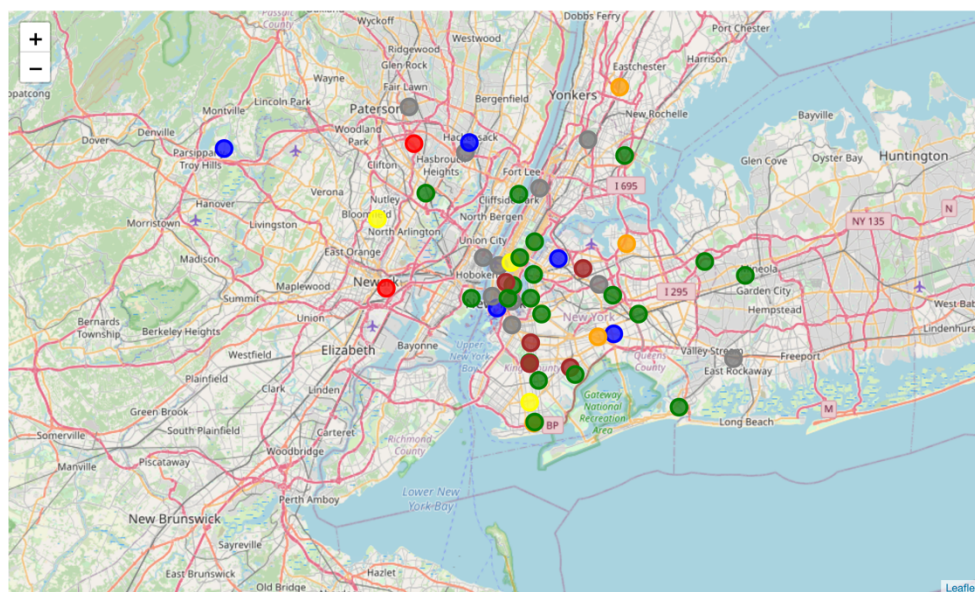 +
−
Wyckoff
Dobbs Ferry
Port Chester
Westwood
Ridgewood
Glen Rock
Harrison
Eastchester
opatcong
Wayne
Fair Lawn
Yonkers
Lincoln Park
Paterson
Bergenfield
Montville
New Rochelle
Bayville
Denville
Woodland
Park
Dover
Hackensack
Parsippany-
Troy Hills
Clifton
Hasbrouck
Heights
Huntington
Glen Cove
Oyster Bay
Fort Lee
I 695
Verona
Nutley
Cliffside Park
Hanover
Bloomfield
N
Morristown
Livingston
North Arlington
North Bergen
NY 135
East Orange
Union City
Madison
Mineola
Newark
Hoboken
Maplewood
I 295
Garden City
Summit
Bernards
Township
Union
New York
West Bab
Berkeley Heights
Lindenhurst
Elizabeth
Bayonne
Upper
New York
Bay
Kings County
Queens
County
Valley Stream
Freeport
Westfield
East Rockaway
Plainfield
Clark
Linden
Gateway
National
Recreation
Area
Green Brook
M
BP
Long Beach
Somerville
South Plainfield
Carteret
Richmond
County
Woodbridge
Manville
Piscataway
Lower New
York Bay
Perth Amboy
New Brunswick
Sayreville
East Brunswick
Hazlet
Old Bridge
Leafle